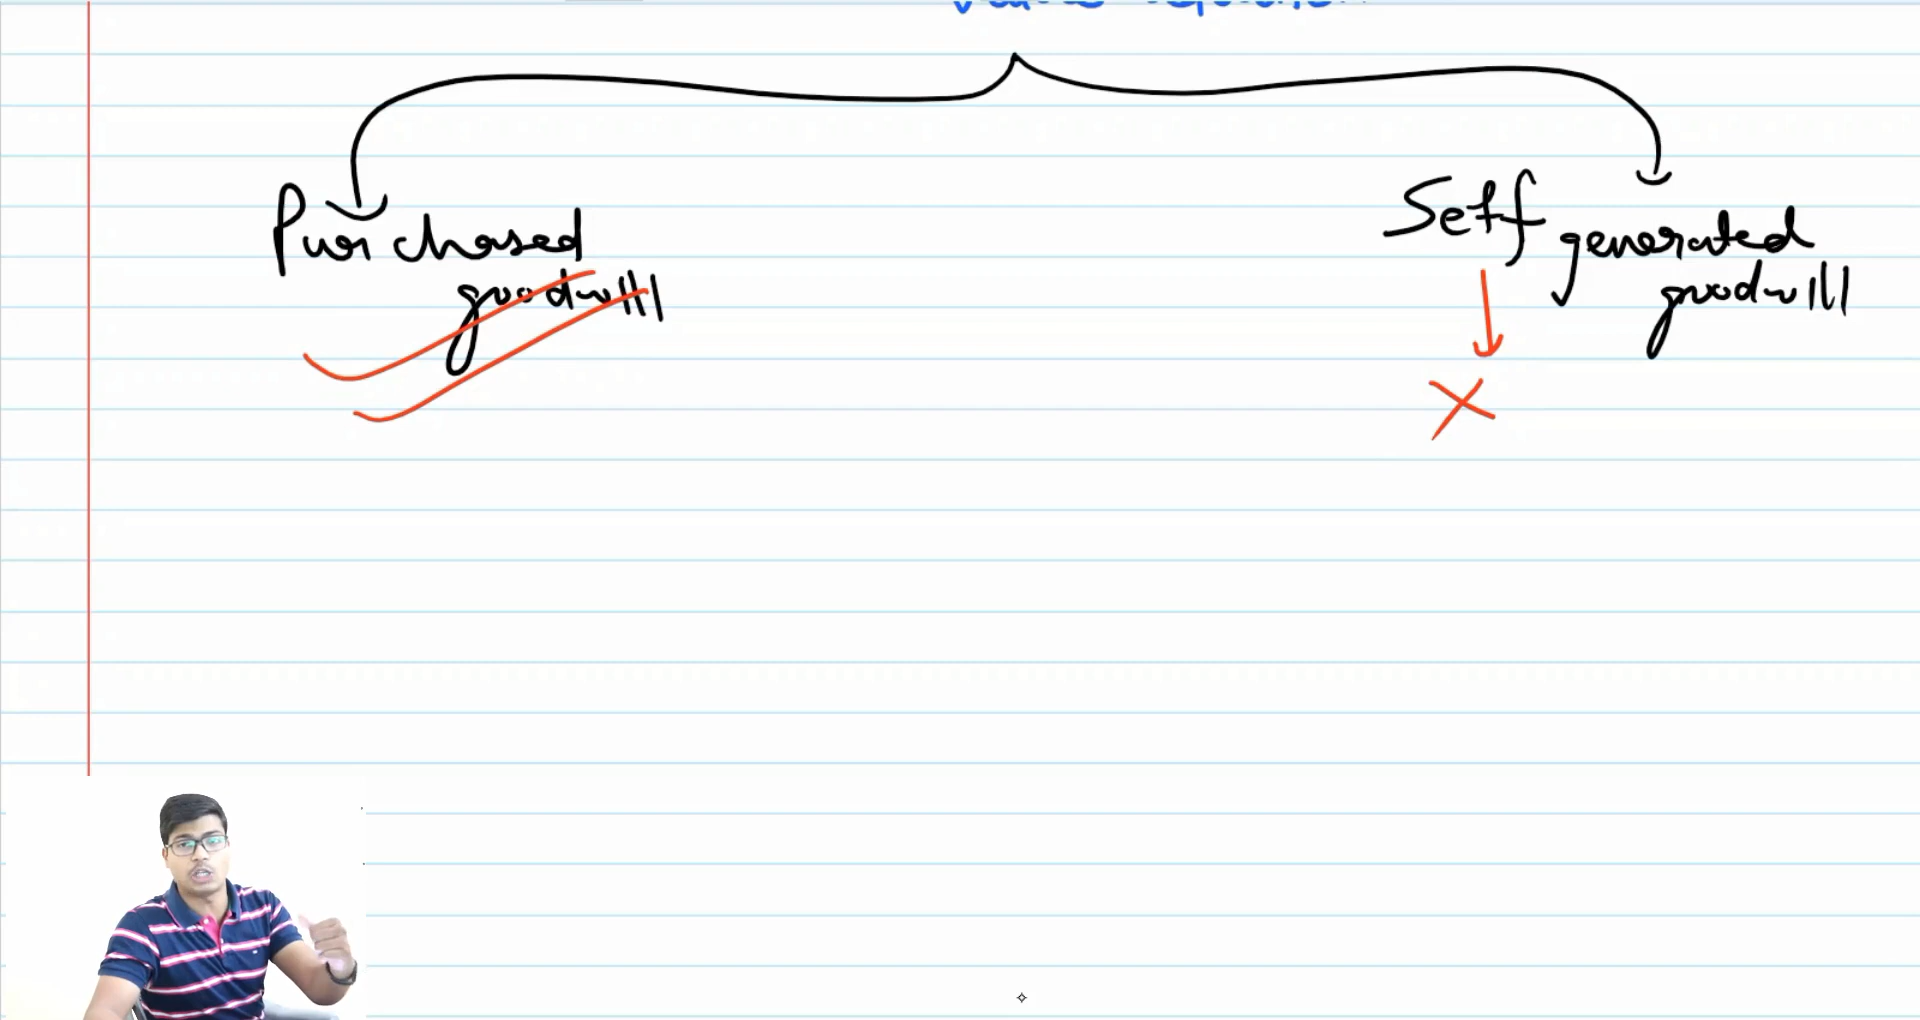 Purchased
goodwill
Self generated
goodwill